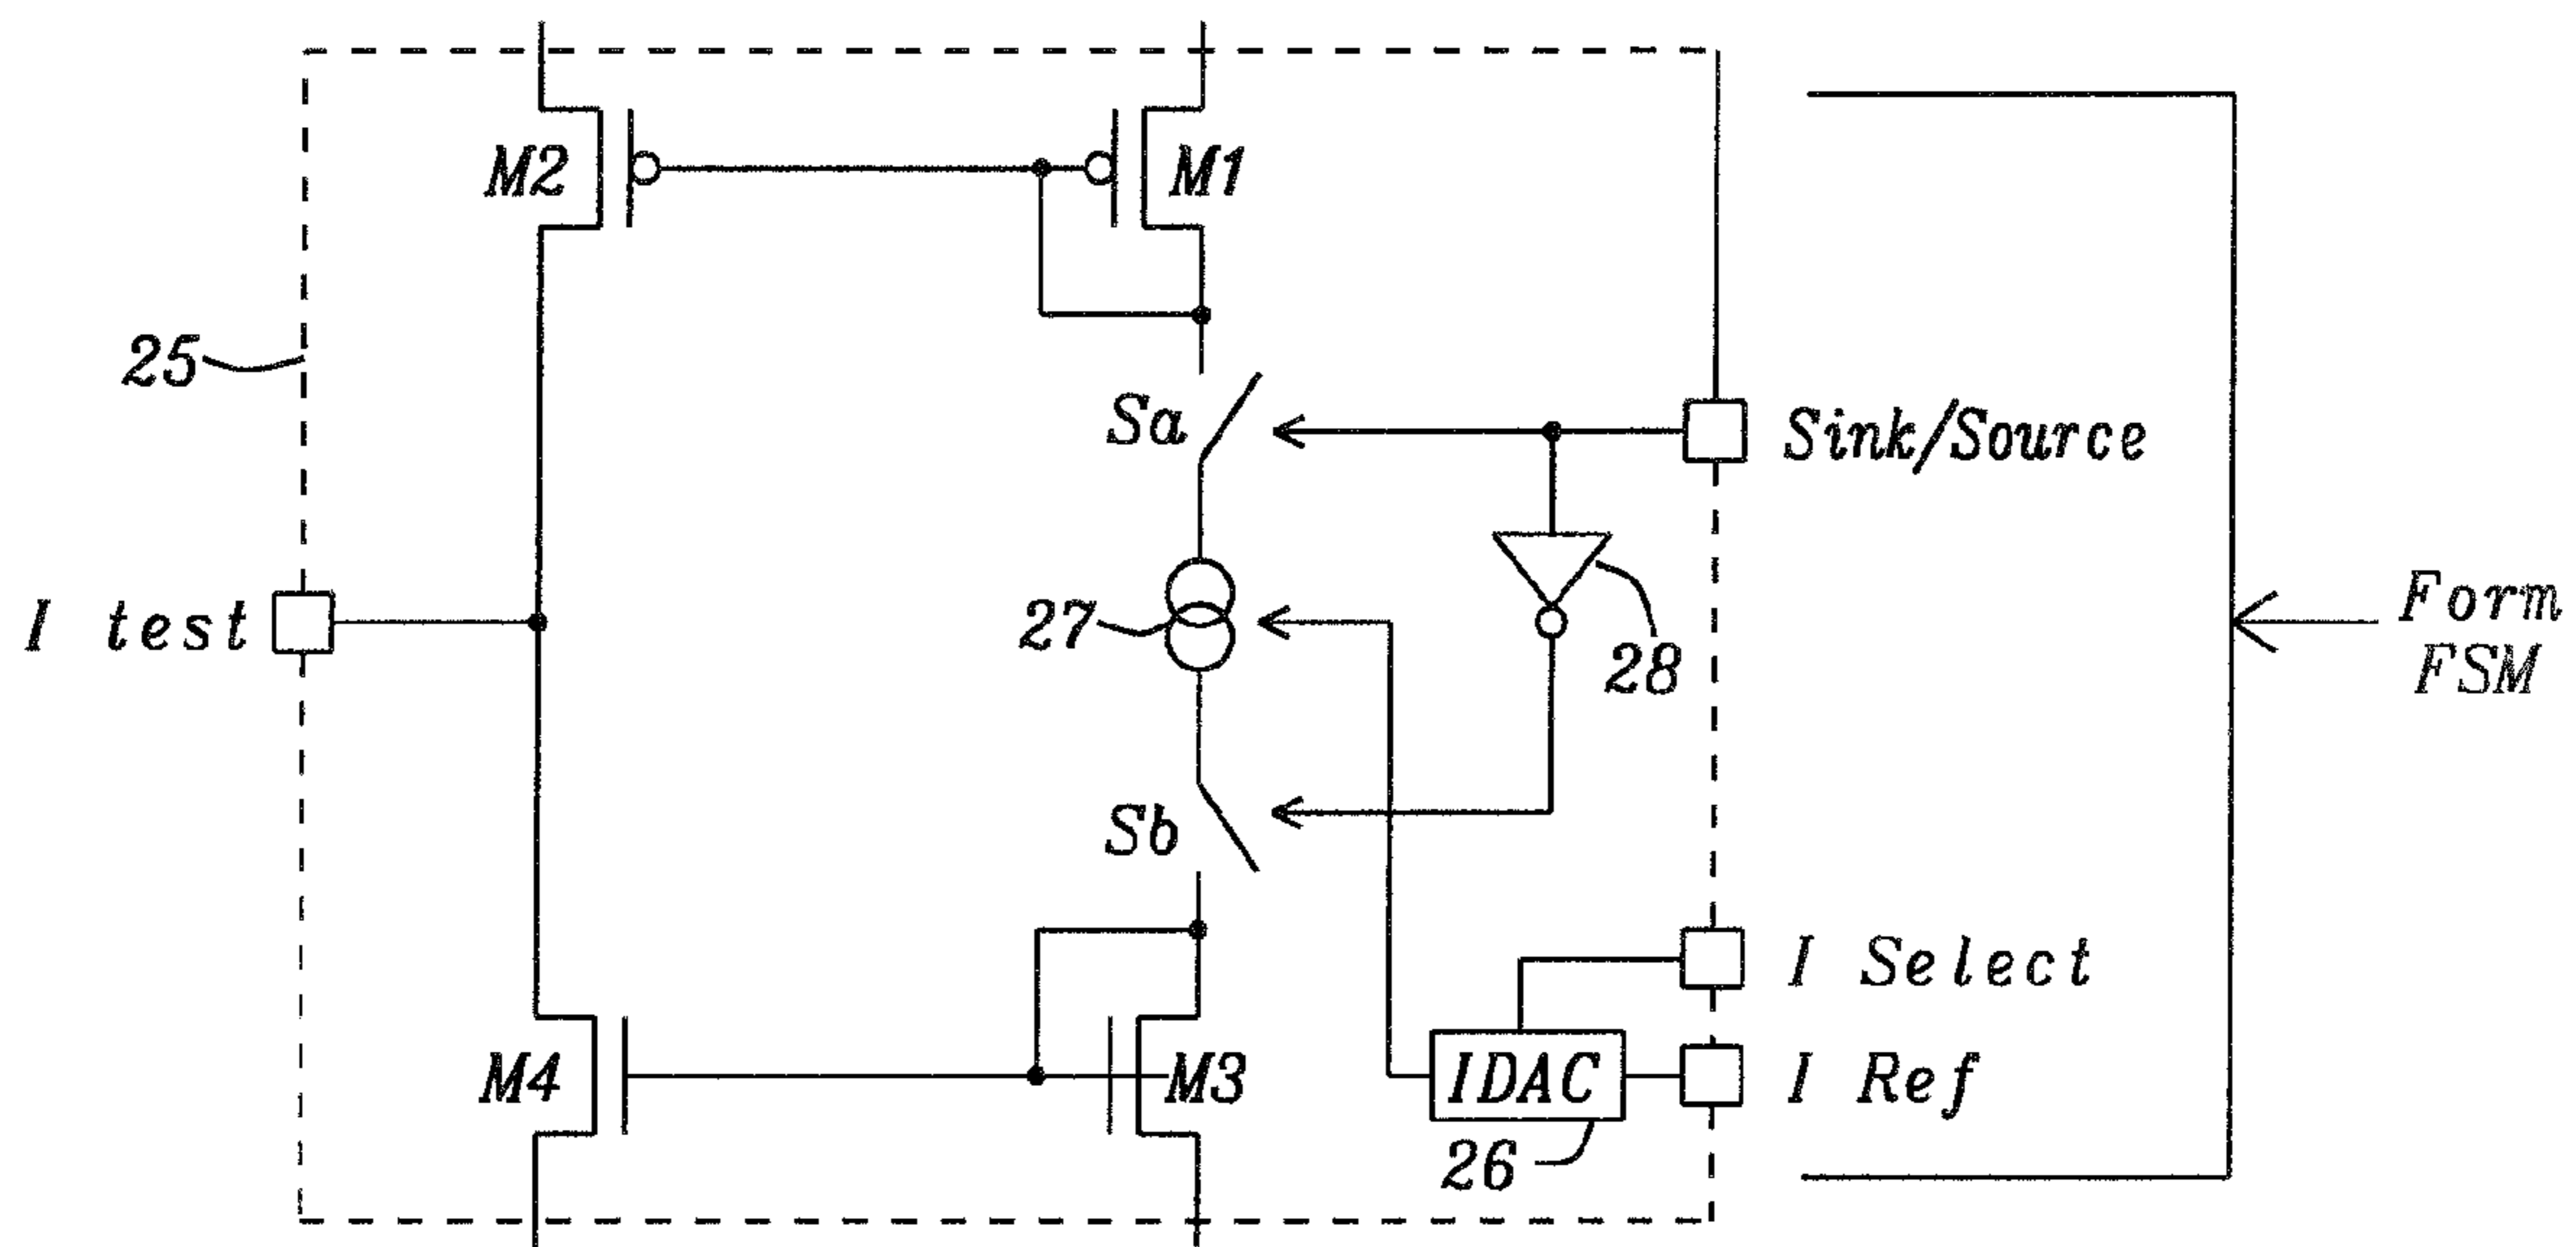 M2
M1
25
Sa
Sink/Source
I test
27
28
Form
FSM
Sb
I Select
M4
M3
IDAC
I Ref
26